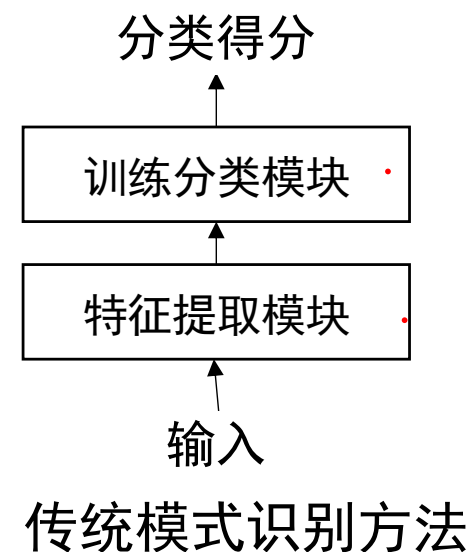 分类得分
训练分类模块
特征提取模块
输入
传统模式识别方法